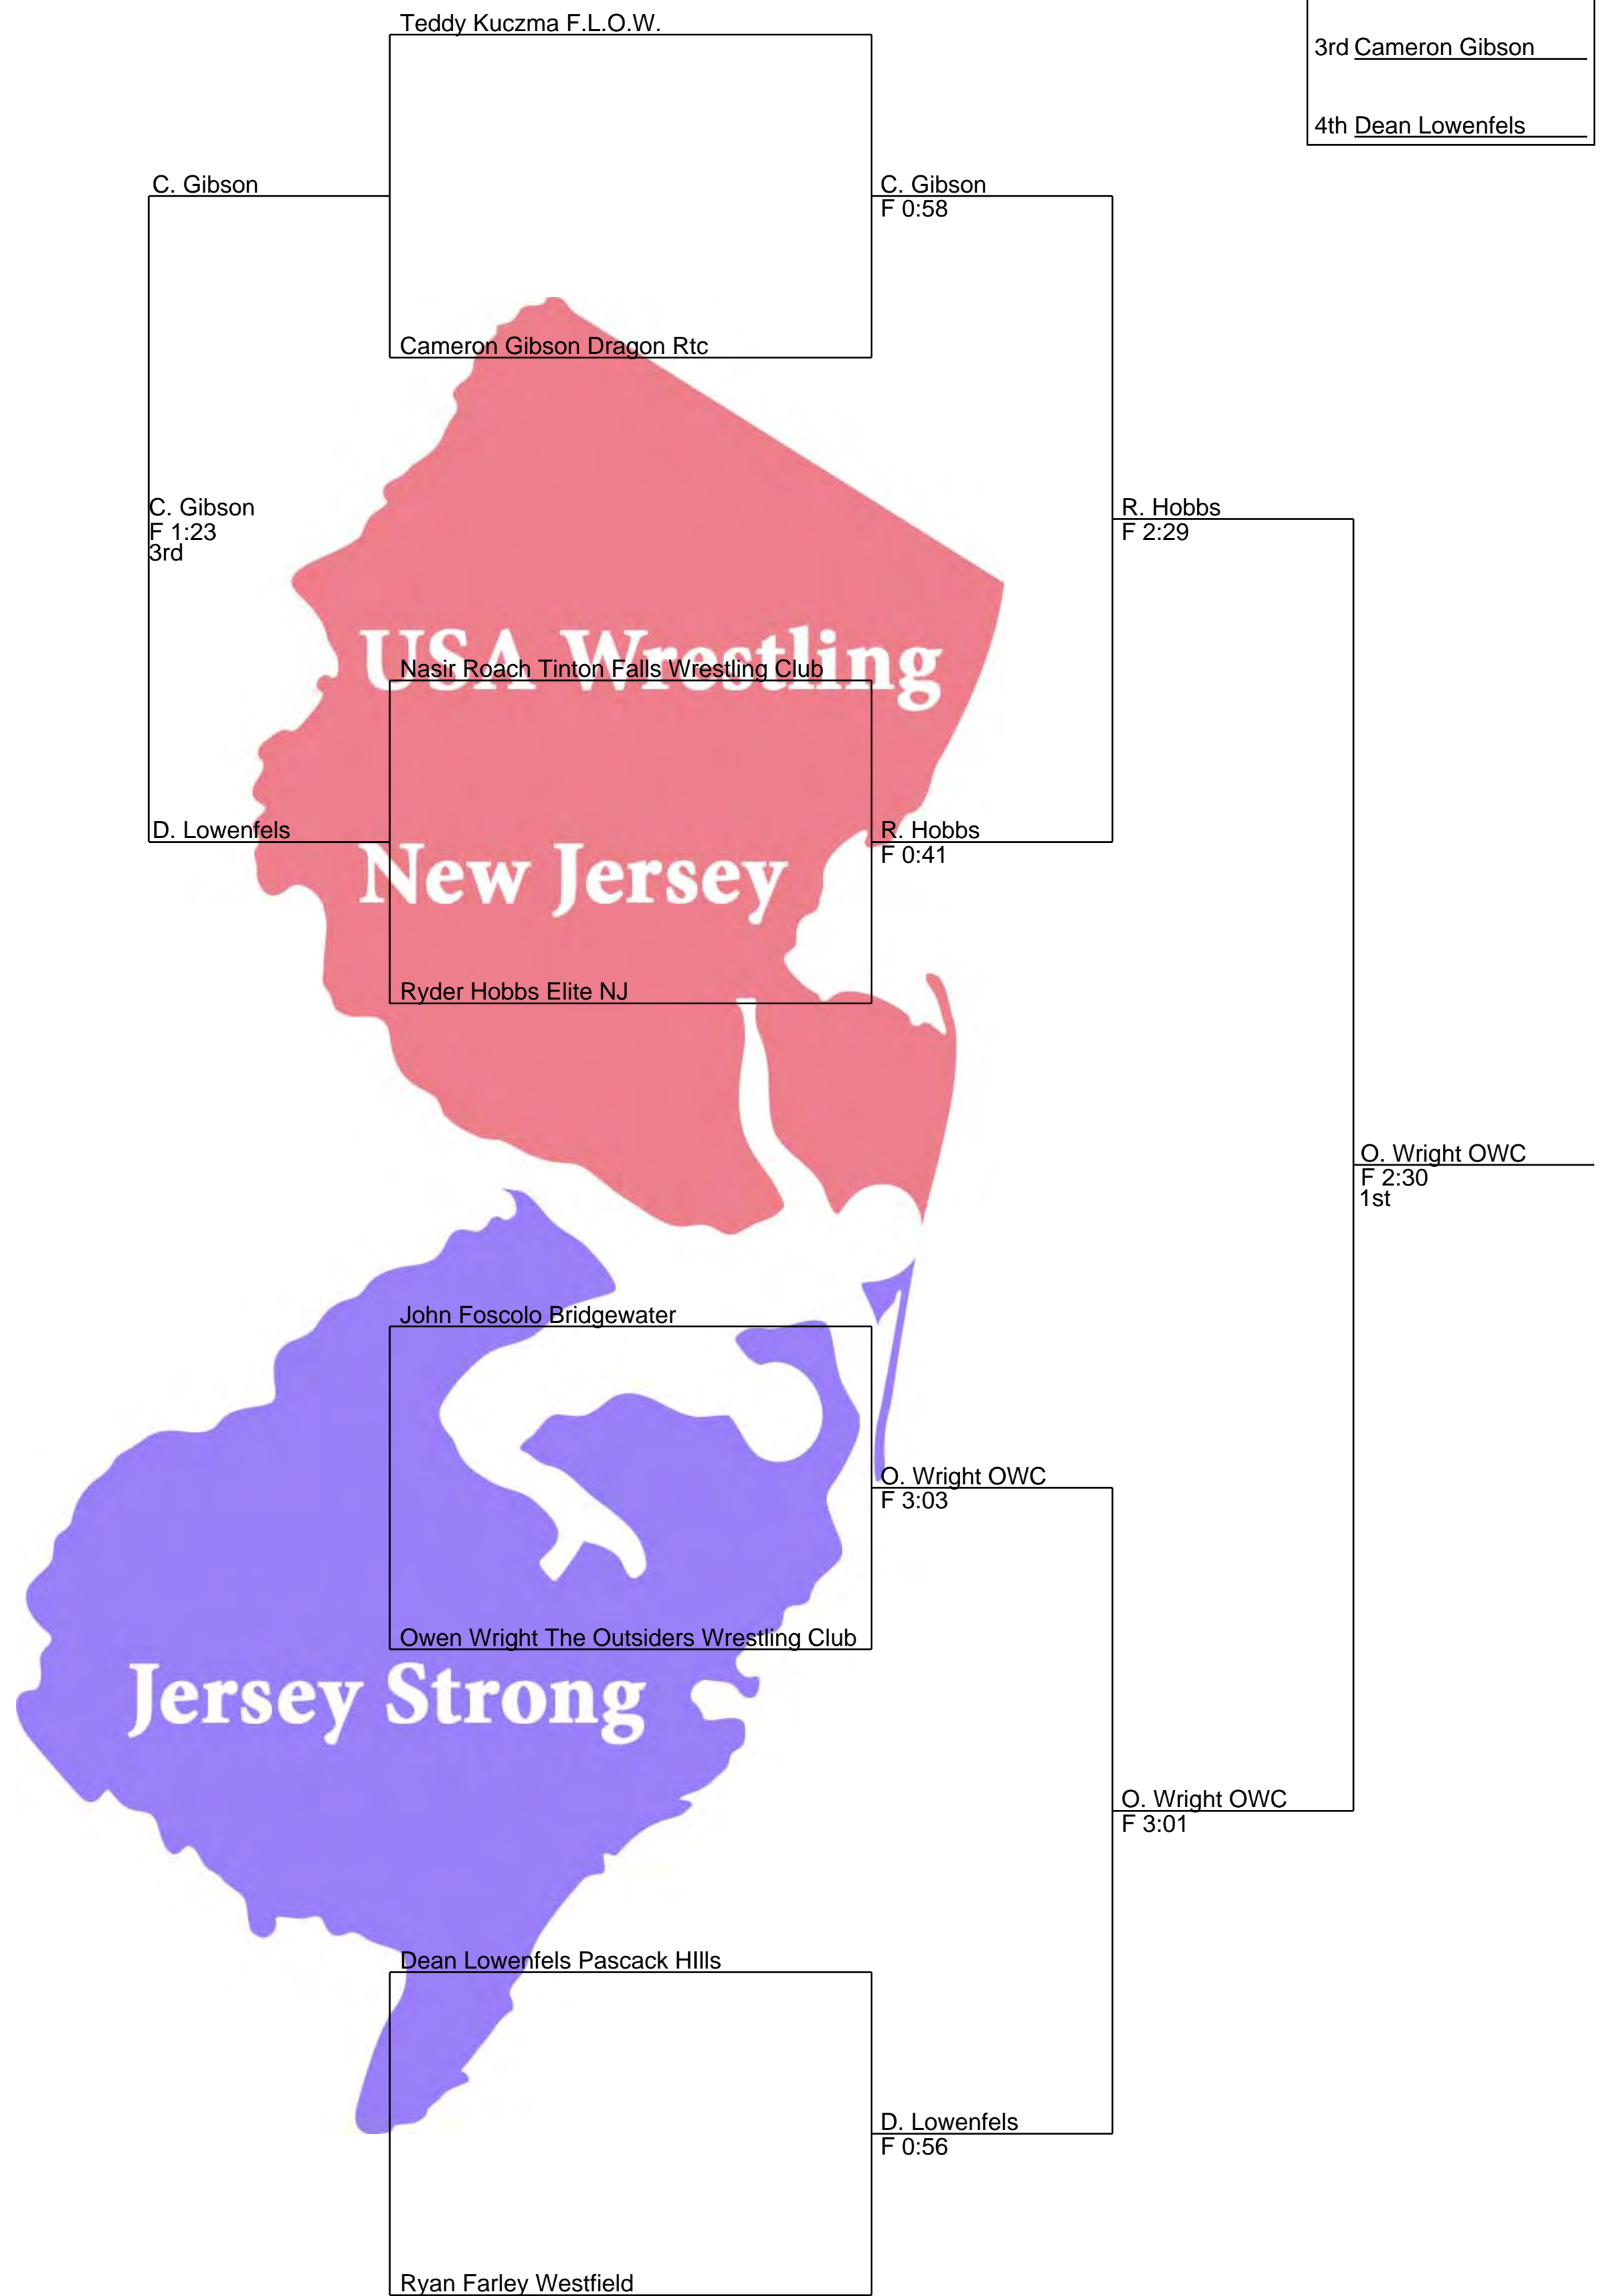 Teddy Kuczma F.L.O.W.
3rd Cameron Gibson
4th Dean Lowenfels
C. Gibson
C. Gibson
F 0:58
Cameron Gibson Dragon Rtc
C. Gibson
F 1:23
3rd
R. Hobbs
F 2:29
USA Wrestling
Nasir Roach Tinton Falls Wrestling Club
D. Lowenfels
R. Hobbs
F 0:41
New Jersey
Ryder Hobbs Elite NJ
O. Wright OWC
F 2:30
1st
John Foscolo Bridgewater
O. Wright OWC
F 3:03
Owen Wright The Outsiders Wrestling Club
Jersey Strong
O. Wright OWC
F 3:01
Dean Lowenfels Pascack HIlls
D. Lowenfels
F 0:56
Ryan Farley Westfield